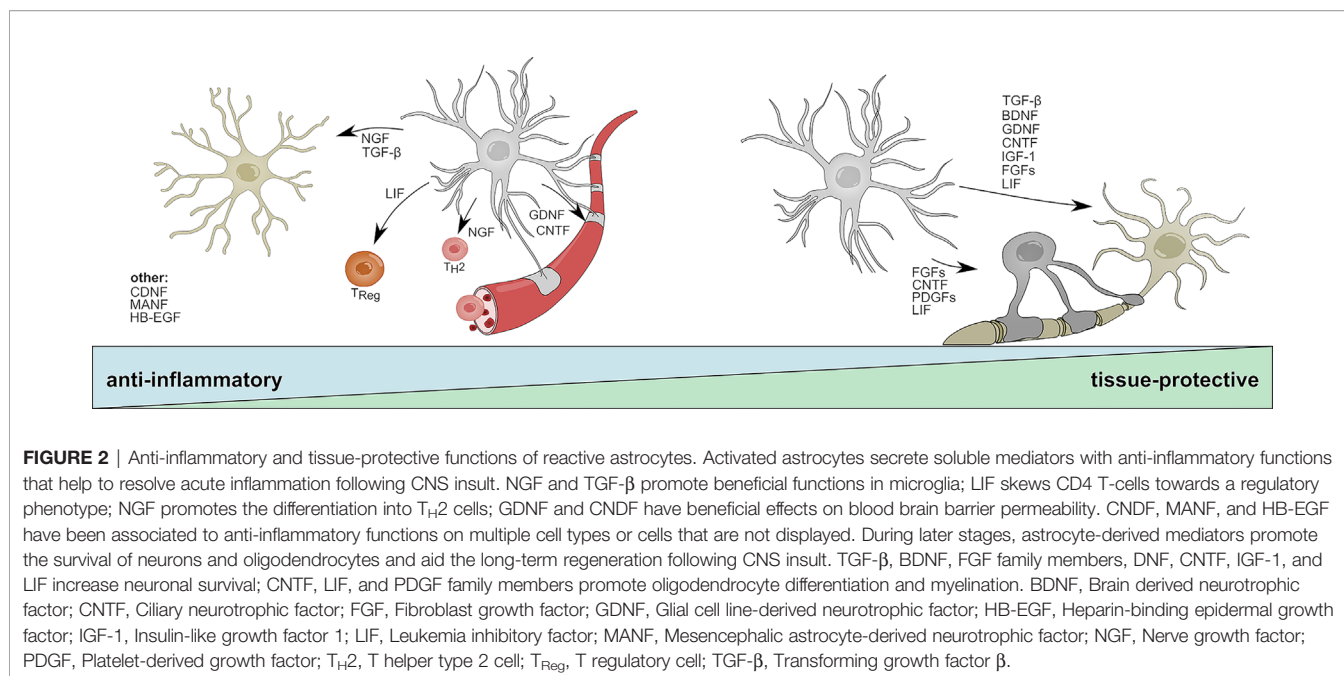 NGF
TGF-β
LIF
NGF
GDNF
CNTF
TReg
TH2
other:
CDNF
MANF
HB-EGF
TGF-β
BDNF
GDNF
CNTF
IGF-1
FGFs
LIF
FGFs
CNTF
PDGFs
LIF
anti-inflammatory
tissue-protective
FIGURE 2 | Anti-inflammatory and tissue-protective functions of reactive astrocytes. Activated astrocytes secrete soluble mediators with anti-inflammatory functions
that help to resolve acute inflammation following CNS insult. NGF and TGF-β promote beneficial functions in microglia; LIF skews CD4 T-cells towards a regulatory
phenotype; NGF promotes the differentiation into TH2 cells; GDNF and CNDF have beneficial effects on blood brain barrier permeability. CNDF, MANF, and HB-EGF
have been associated to anti-inflammatory functions on multiple cell types or cells that are not displayed. During later stages, astrocyte-derived mediators promote
the survival of neurons and oligodendrocytes and aid the long-term regeneration following CNS insult. TGF-β, BDNF, FGF family members, DNF, CNTF, IGF-1, and
LIF increase neuronal survival; CNTF, LIF, and PDGF family members promote oligodendrocyte differentiation and myelination. BDNF, Brain derived neurotrophic
factor; CNTF, Ciliary neurotrophic factor; FGF, Fibroblast growth factor; GDNF, Glial cell line-derived neurotrophic factor; HB-EGF, Heparin-binding epidermal growth
factor; IGF-1, Insulin-like growth factor 1; LIF, Leukemia inhibitory factor; MANF, Mesencephalic astrocyte-derived neurotrophic factor; NGF, Nerve growth factor;
PDGF, Platelet-derived growth factor; TH2, T helper type 2 cell; TReg, T regulatory cell; TGF-β, Transforming growth factor β.